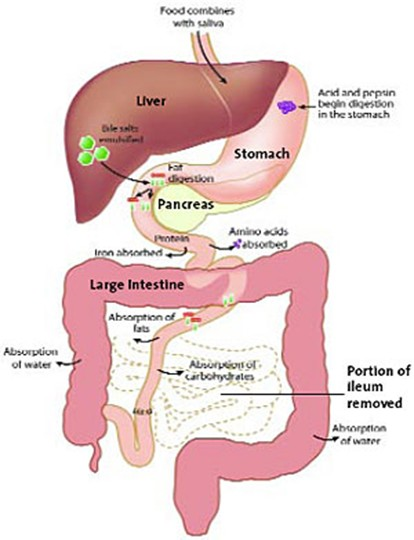 Food combines
with saliva
Liver
Acid and pepsin
begin digestion
in the stomach
Bile salts
emulsified
Stomach
Fat
digestion
Pancreas
Protein
Amino acids
absorbed
Iron absorbed
Large Intestine
Absorption of
fats
Absorption
of water
Absorption of
carbohydrates
Portion of
ileum
removed
Absorption
of water